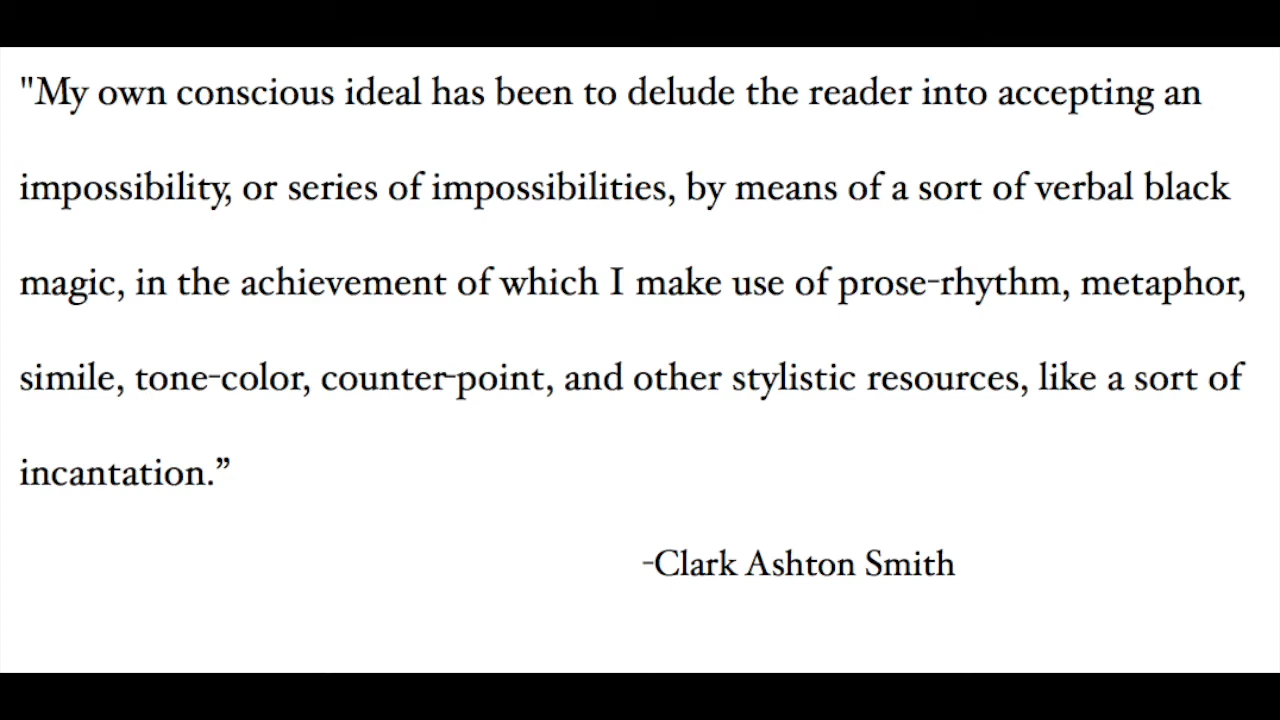 "My own conscious ideal has been to delude the reader into accepting an
impossibility, or series of impossibilities, by means of a sort of verbal black
magic, in the achievement of which I make use of prose-rhythm, metaphor,
simile, tone-color, counter-point, and other stylistic resources, like a sort of
incantation.”
-Clark Ashton Smith